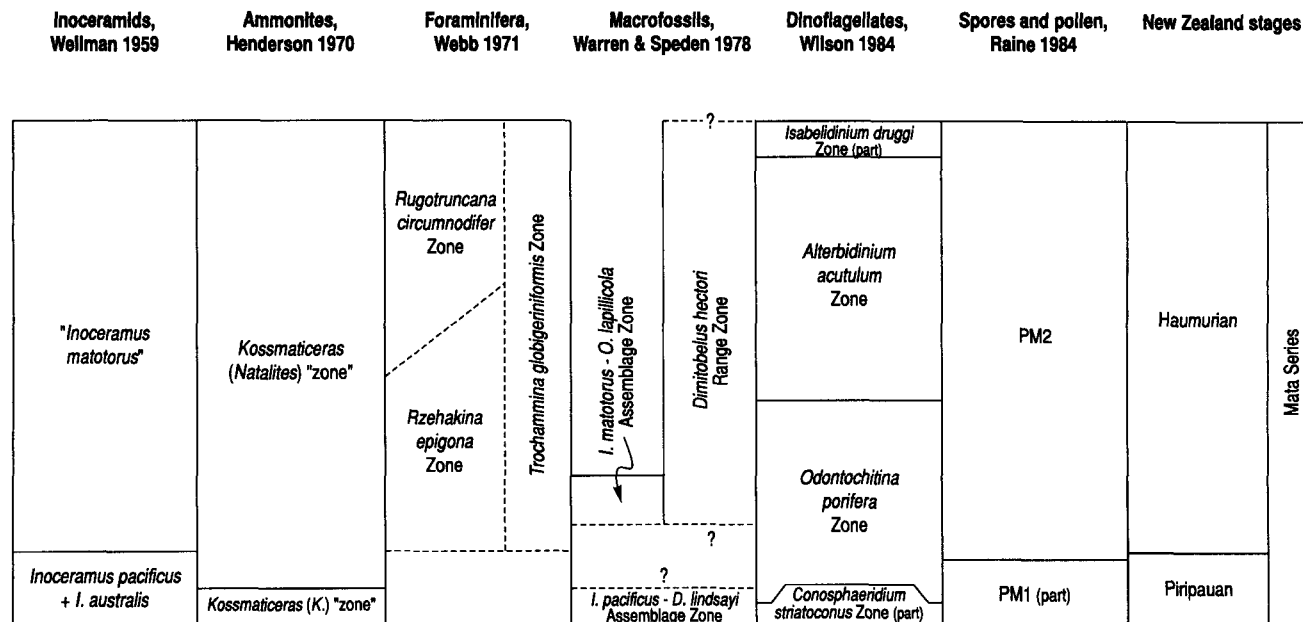 Inoceramids,
Wellman 1959
Ammonites,
Henderson 1970
Foraminifera,
Webb 1971
Macrofossils,
Warren & Speden 1978
Dinoflagellates,
Wilson 1984
Spores and pollen,
Raine 1984
New Zealand stages
"Inoceramus
matotorus"
Inoceramus pacificus
+ I. australis
Kossmaticeras
(Natalites) "zone"
Kossmaticeras (K.) "zone"
Rugotruncana
circumnodifer
Zone
Rzehakina
epigona
Zone
Trochammina globigeriniformis Zone
I. matotorus - O. lapillicola
Assemblage Zone
?
Dimitobelus hectori
Range Zone
?
?
I. pacificus - D. lindsayi
Assemblage Zone
Isabelidinium druggi
Zone (part)
Alterbidinium
acutulum
Zone
Odontochitina
porifera
Zone
Conosphaeridium
striatoconus Zone (part)
PM2
PM1 (part)
Haumurian
Piripauan
Mata Series